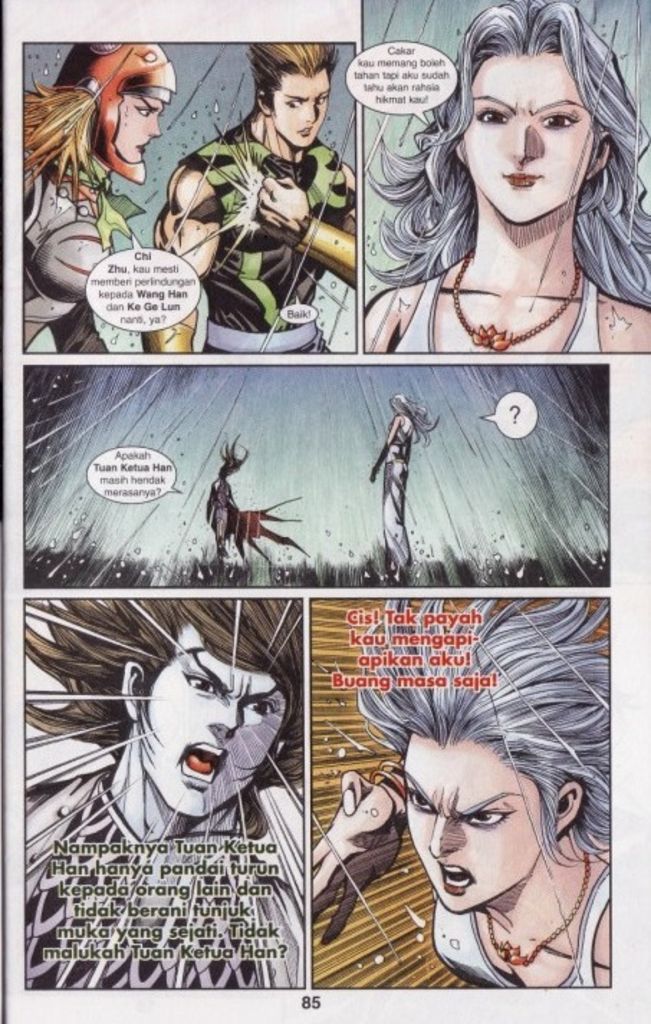 Chi
Zhu, kau mesti
memberi perlindungan
kepada Wang Han
dan Ke Ge Lun
nanti, ya?
Baik!
Cakar
kau memang boleh
tahan tapi aku sudah
tahu akan rahsia
hikmat kau!
Apakah
Tuan Ketua Han
masih hendak
merasanya?
?
Nampaknya Tuan Ketua
Han hanya pandai turun
kepada orang lain dan
tidak berani tunjuk
muka yang sejati. Tidak
malukah Tuan Ketua Han?
Cis! Tak payah
kau mengapi-
apikan aku!
Buang masa saja!
85